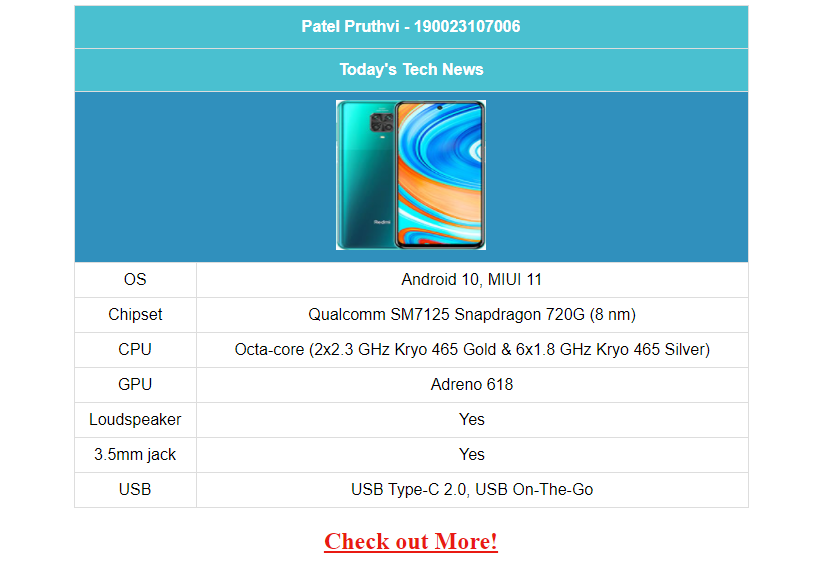 Patel Pruthvi - 190023107006
Today's Tech News
Redmi
OS Android 10, MIUI 11
Chipset Qualcomm SM7125 Snapdragon 720G (8 nm)
CPU Octa-core (2x2.3 GHz Kryo 465 Gold & 6x1.8 GHz Kryo 465 Silver)
GPU Adreno 618
Loudspeaker Yes
3.5mm jack Yes
USB USB Type-C 2.0, USB On-The-Go
Check out More!